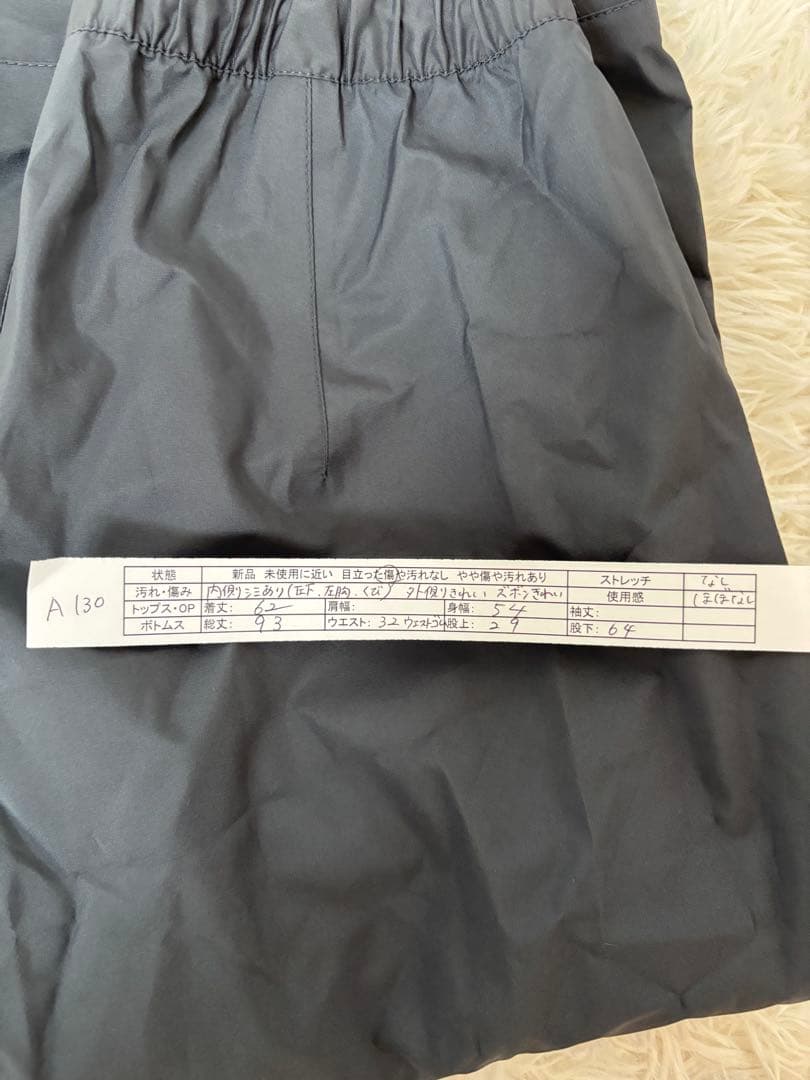 A 130
状態 新品 未使用に近い 目立った傷や汚れなし やや傷や汚れあり ストレッチ なし
汚れ・傷み 内側シミあり(左下、左胸、くび) 外側きれい ズボンきれい 使用感 ほぼなし
トップス・OP 着丈: 62 肩幅: 身幅: 54 袖丈:
ボトムス 総丈: 93 ウエスト: 32 ウェストゴム 股上: 29 股下: 64